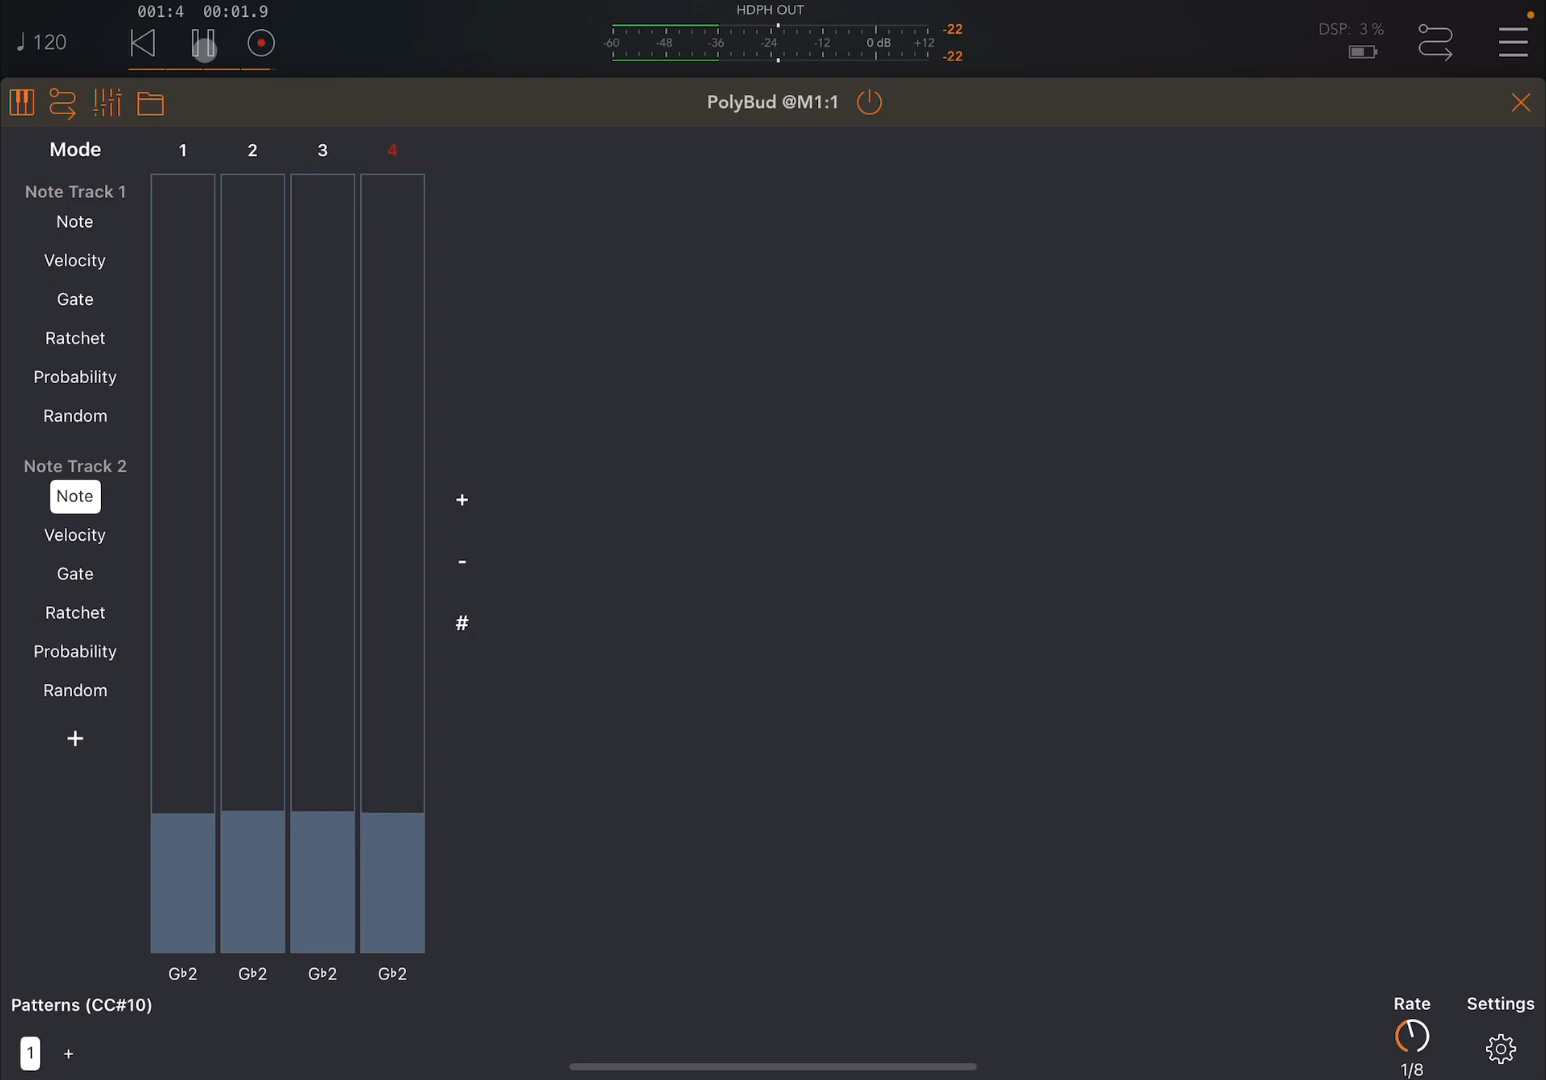 001:4 00:01.9
♩ 120
HDPH OUT
-60 -48 -36 -24 -12 0 dB +12
-22
-22
DSP: 3 %
PolyBud @M1:1
Mode 1 2 3 4
Note Track 1
Note
Velocity
Gate
Ratchet
Probability
Random
Note Track 2
Note
Velocity
Gate
Ratchet
Probability
Random
+
+
-
#
G♭2 G♭2 G♭2 G♭2
Patterns (CC#10)
1 +
Rate
1/8
Settings